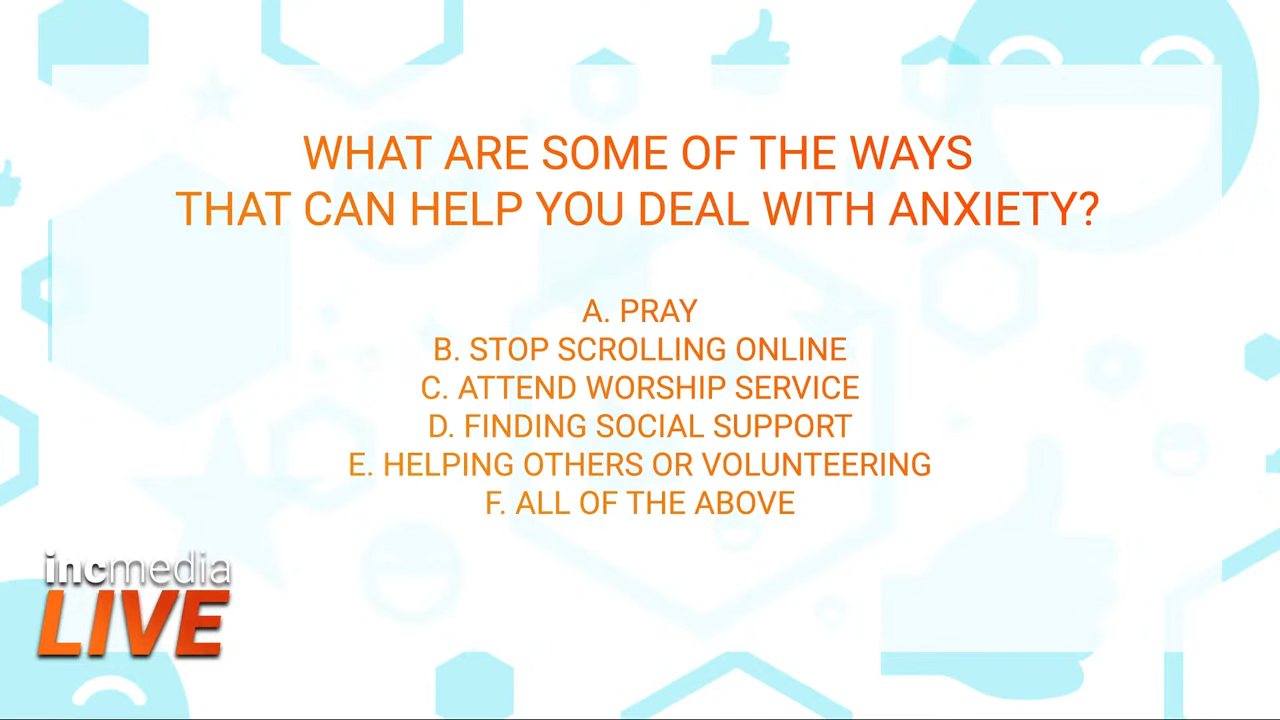 WHAT ARE SOME OF THE WAYS
THAT CAN HELP YOU DEAL WITH ANXIETY?
A. PRAY
B. STOP SCROLLING ONLINE
C. ATTEND WORSHIP SERVICE
D. FINDING SOCIAL SUPPORT
E. HELPING OTHERS OR VOLUNTEERING
F. ALL OF THE ABOVE
incmedia
LIVE